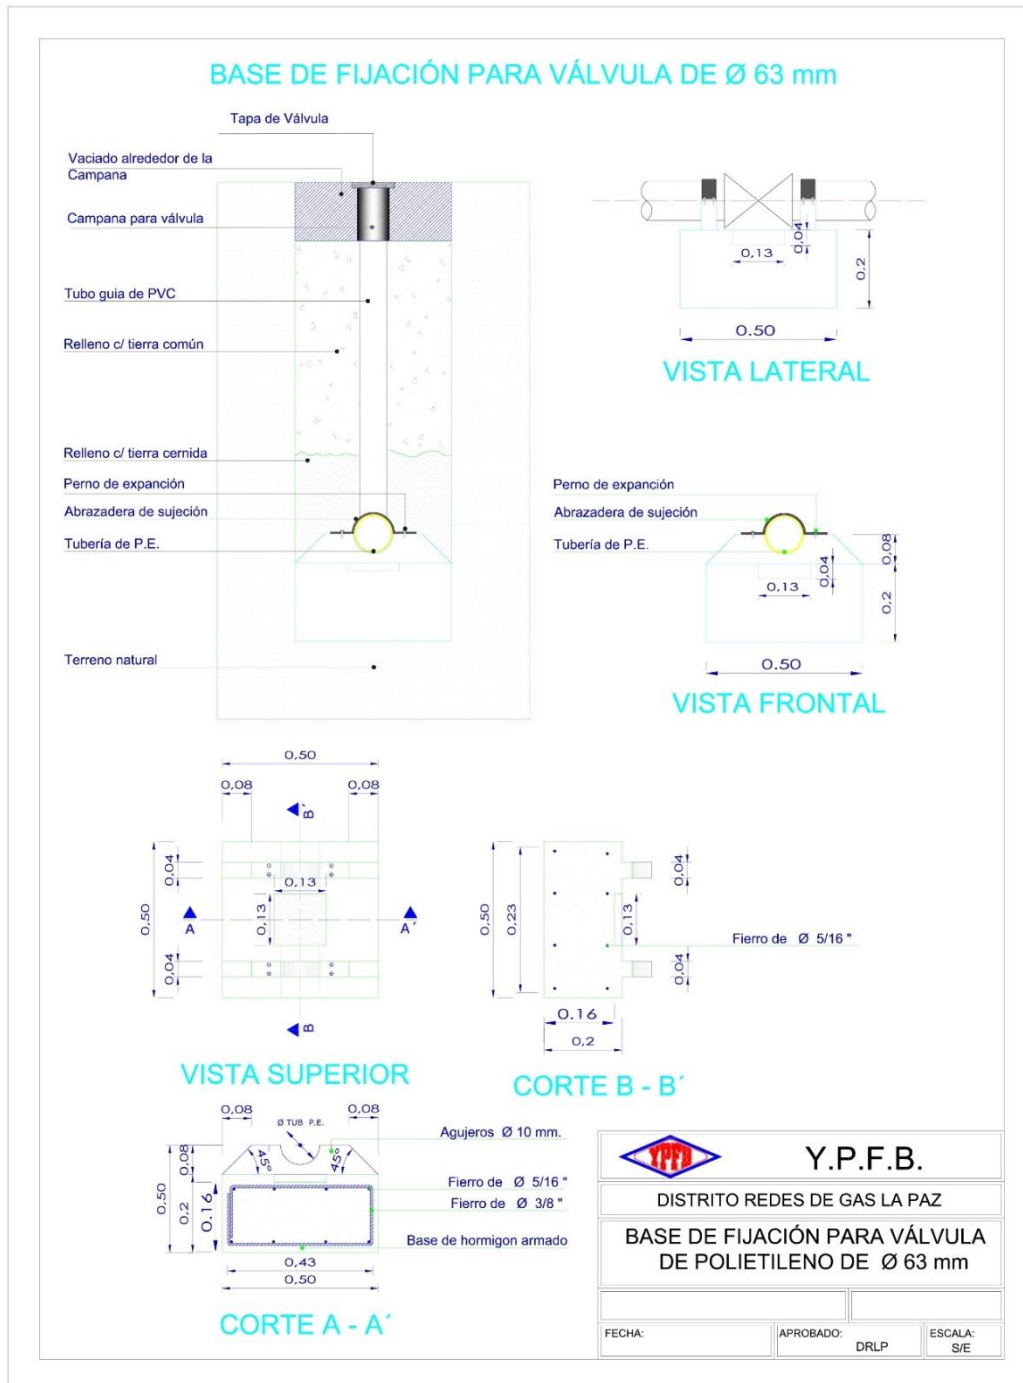 BASE DE FIJACIÓN PARA VÁLVULA DE Ø 63 mm
Tapa de Válvula
Vaciado alrededor de la
Campana
Campana para válvula
Tubo guia de PVC
Relleno c/ tierra común
Relleno c/ tierra cernida
Perno de expanción
Abrazadera de sujeción
Tubería de P.E.
Terreno natural
0,04
0,13
0,2
0.50
VISTA LATERAL
Perno de expanción
Abrazadera de sujeción
Tubería de P.E.
0,08
0,04
0,13
0,2
0.50
VISTA FRONTAL
0,50
0,08
0,08
B´
0,04
0,13
0,50
0,13
A
A´
0,04
B
VISTA SUPERIOR
0,04
0,50
0,23
0,13
Fierro de Ø 5/16 "
0,04
0.16
0,2
CORTE B - B´
0,08
0,08
Ø TUB P.E.
Agujeros Ø 10 mm.
0,08
45°
45°
0,50
0,2
0.16
Fierro de Ø 5/16 "
Fierro de Ø 3/8 "
Base de hormigon armado
0,43
0,50
CORTE A - A´
YPFB
Y.P.F.B.
DISTRITO REDES DE GAS LA PAZ
BASE DE FIJACIÓN PARA VÁLVULA
DE POLIETILENO DE Ø 63 mm
FECHA:
APROBADO:
DRLP
ESCALA:
S/E